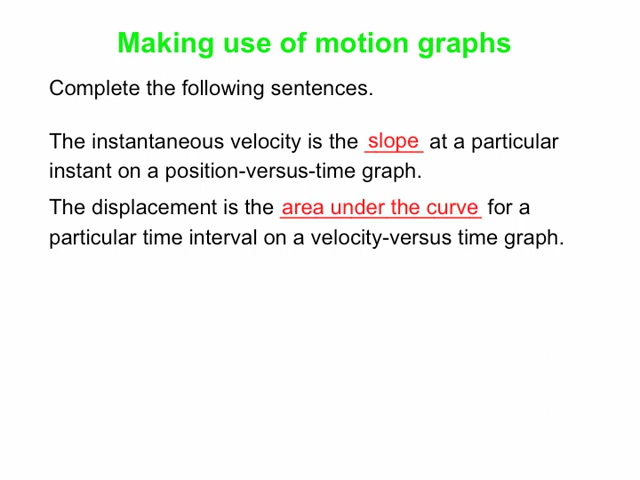 Making use of motion graphs
Complete the following sentences.
The instantaneous velocity is the slope at a particular
instant on a position-versus-time graph.
The displacement is the area under the curve for a
particular time interval on a velocity-versus time graph.